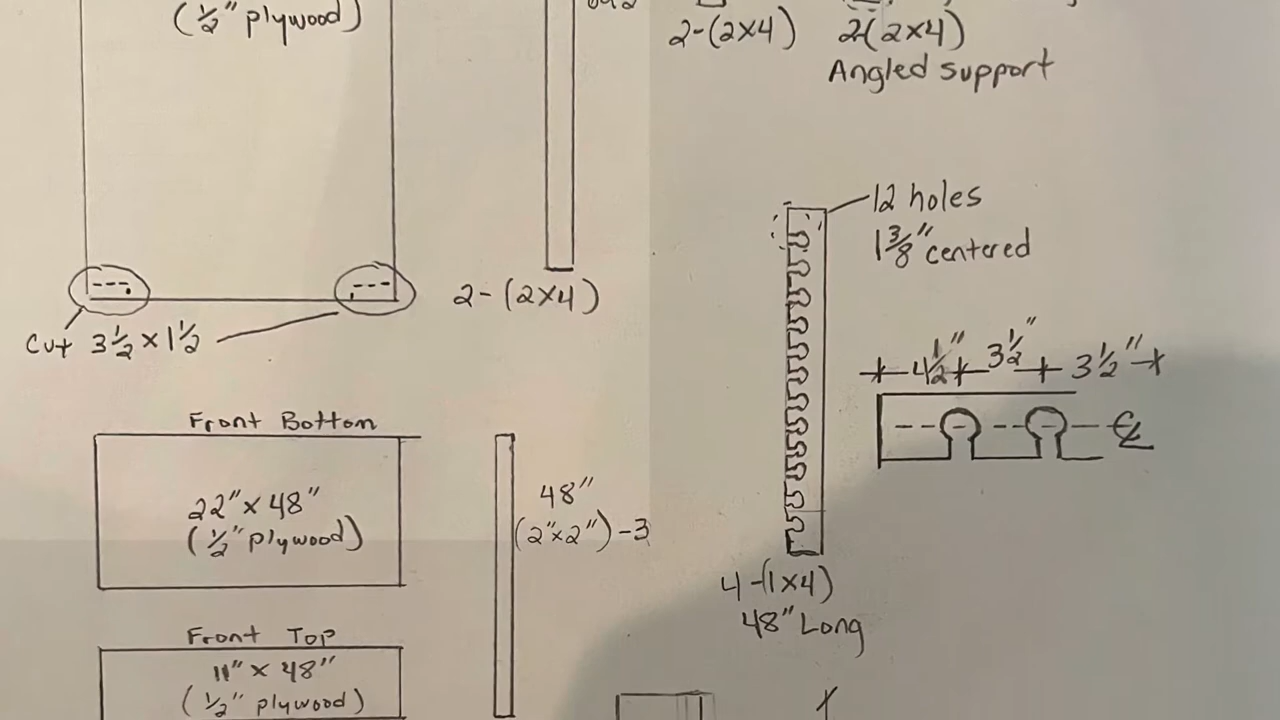 (½" plywood)
2-(2x4)
2(2x4)
Angled support
12 holes
1⅜" centered
2-(2x4)
Cut 3½ x 1½
4½" 3½" 3½"
Front Bottom
22" x 48"
(½" plywood)
48"
(2"x2")-3
4-(1x4)
48" Long
Front Top
11" x 48"
(½" plywood)